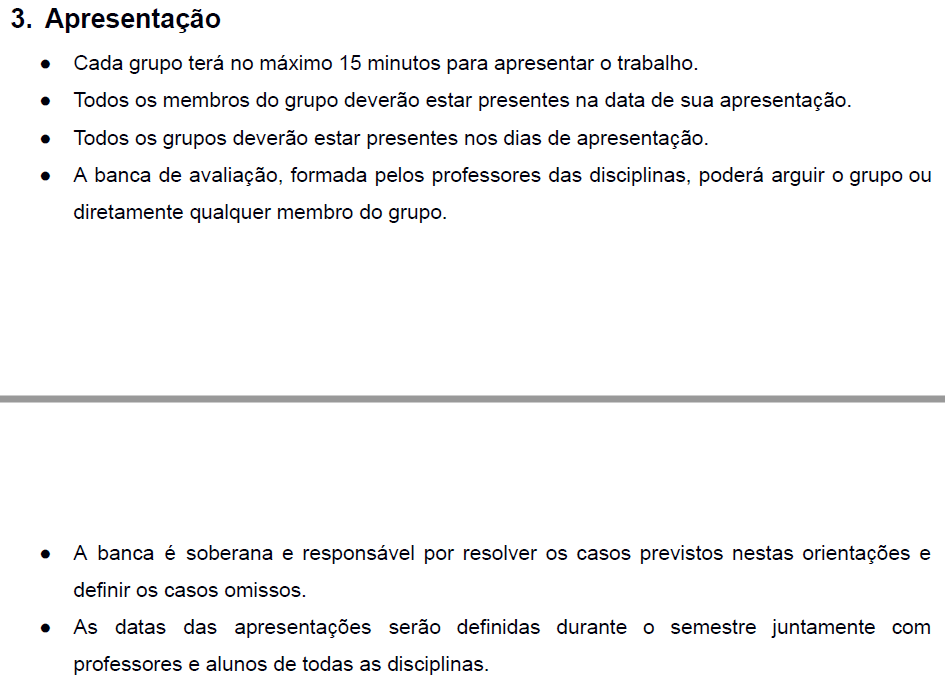 3. Apresentação
● Cada grupo terá no máximo 15 minutos para apresentar o trabalho.
● Todos os membros do grupo deverão estar presentes na data de sua apresentação.
● Todos os grupos deverão estar presentes nos dias de apresentação.
● A banca de avaliação, formada pelos professores das disciplinas, poderá arguir o grupo ou
diretamente qualquer membro do grupo.
● A banca é soberana e responsável por resolver os casos previstos nestas orientações e
definir os casos omissos.
● As datas das apresentações serão definidas durante o semestre juntamente com
professores e alunos de todas as disciplinas.